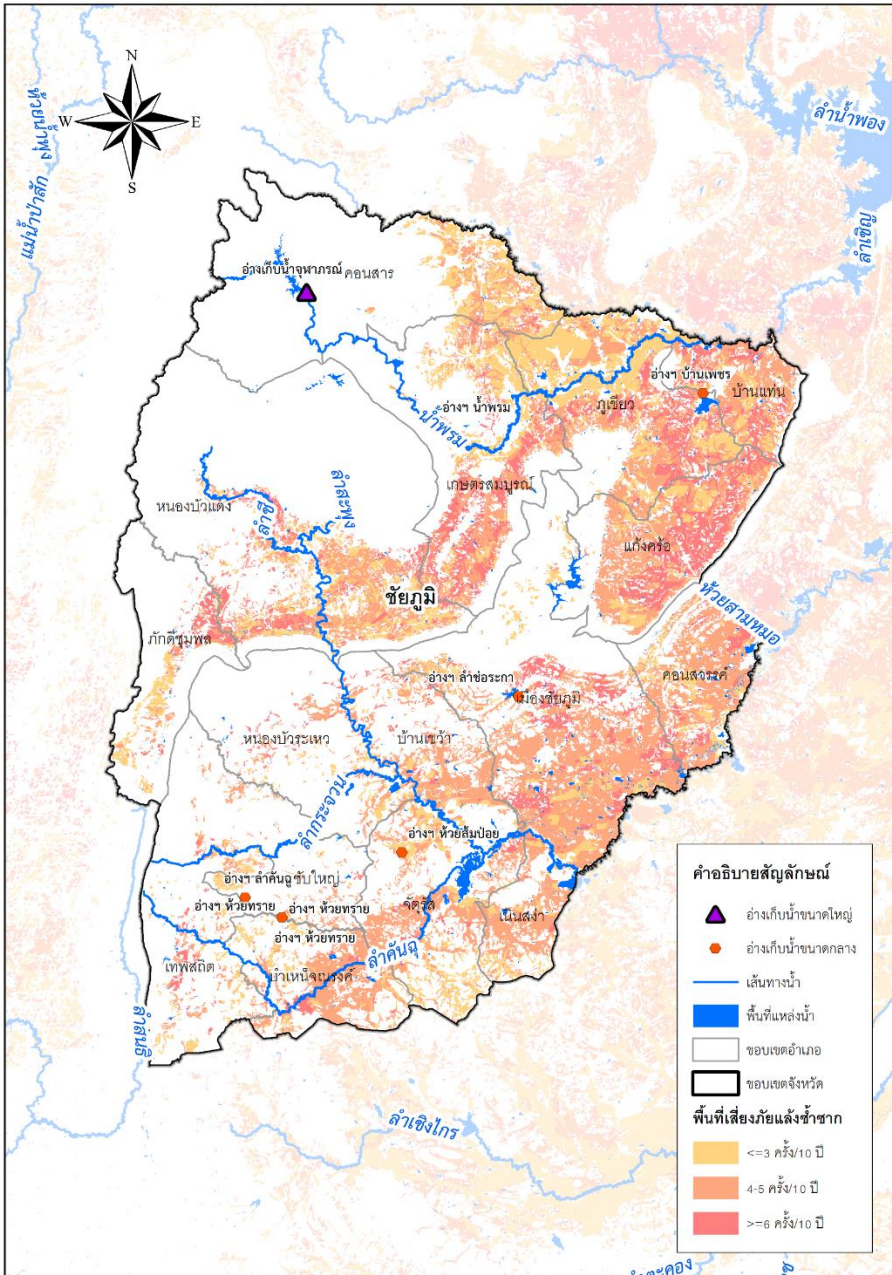 N
W
E
S
ห้วยน้ำพุง
แม่น้ำป่าสัก
ลำน้ำพอง
ลำเชิญ
อ่างเก็บน้ำจุฬาภรณ์
คอนสาร
อ่างฯ บ้านเพชร
บ้านแท่น
ภูเขียว
อ่างฯ น้ำพรม
น้ำพรม
เกษตรสมบูรณ์
ลำสะพุง
หนองบัวแดง
ลำชี
แก้งคร้อ
ชัยภูมิ
ห้วยสามหมอ
ภักดีชุมพล
คอนสวรรค์
อ่างฯ ลำช่อระกา
เมืองชัยภูมิ
หนองบัวระเหว
บ้านเขว้า
ลำกระจวน
อ่างฯ ห้วยส้มป่อย
อ่างฯ ลำคันฉู
ซับใหญ่
อ่างฯ ห้วยทราย
อ่างฯ ห้วยทราย
อ่างฯ ห้วยทราย
จัตุรัส
เนินสง่า
ลำคันฉุ
เทพสถิต
บำเหน็จณรงค์
ลำสนธิ
ลำเชิงไกร
คำอธิบายสัญลักษณ์
อ่างเก็บน้ำขนาดใหญ่
อ่างเก็บน้ำขนาดกลาง
เส้นทางน้ำ
พื้นที่แหล่งน้ำ
ขอบเขตอำเภอ
ขอบเขตจังหวัด
พื้นที่เสี่ยงภัยแล้งซ้ำซาก
<=3 ครั้ง/10 ปี
4-5 ครั้ง/10 ปี
>=6 ครั้ง/10 ปี